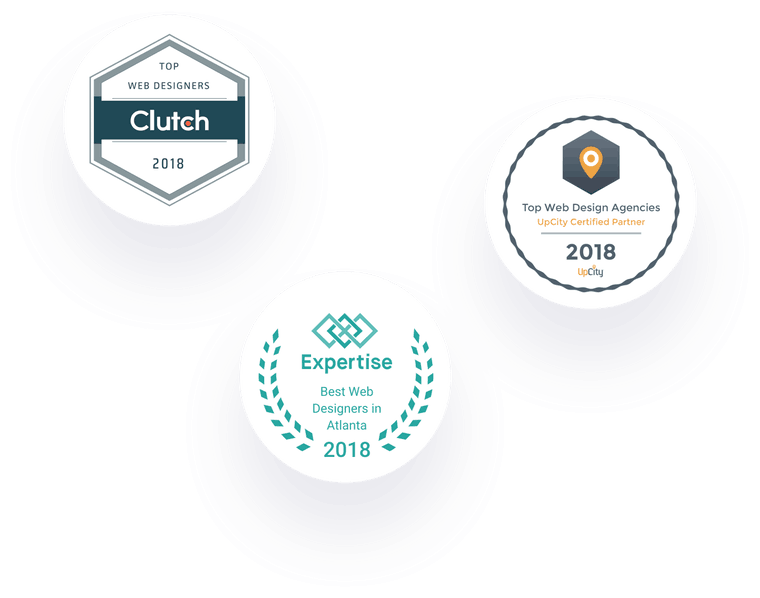 TOP
WEB DESIGNERS
Clutch
2018
Top Web Design Agencies
UpCity Certified Partner
2018
UpCity
Expertise
Best Web
Designers in
Atlanta
2018